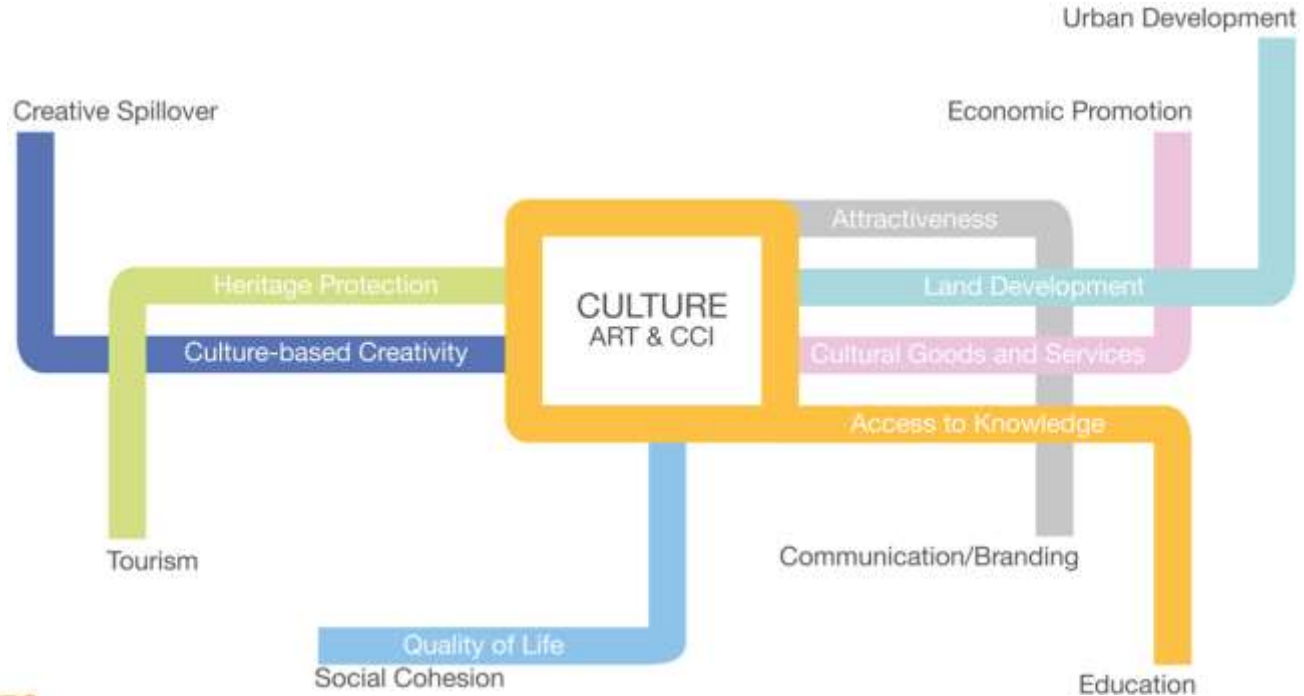 Urban Development
Creative Spillover
Economic Promotion
Attractiveness
Heritage Protection
Land Development
CULTURE
ART & CCI
Culture-based Creativity
Cultural Goods and Services
Access to Knowledge
Tourism
Communication/Branding
Quality of Life
Social Cohesion
Education